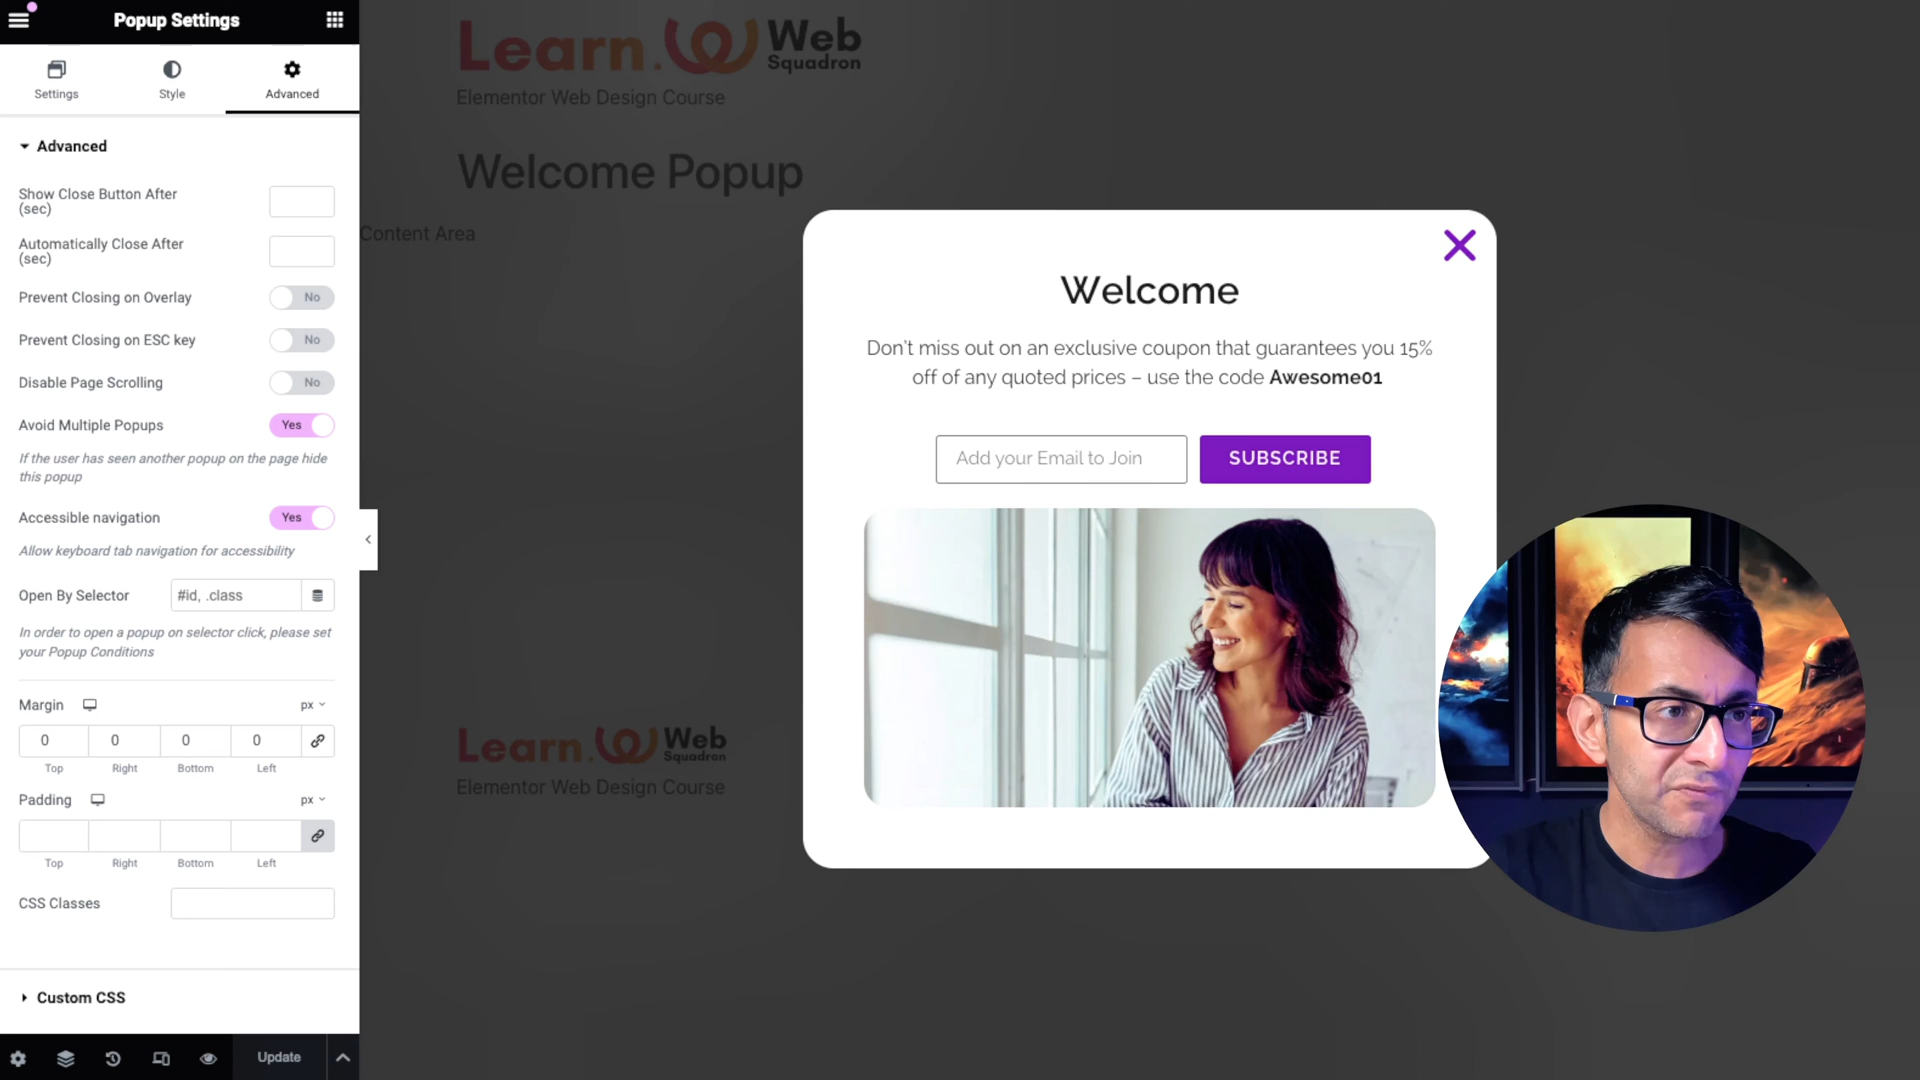 Popup Settings
Settings
Style
Advanced
Advanced
Show Close Button After
(sec)
Automatically Close After
(sec)
Prevent Closing on Overlay
No
Prevent Closing on ESC key
No
Disable Page Scrolling
No
Avoid Multiple Popups
Yes
If the user has seen another popup on the page hide
this popup
Accessible navigation
Yes
Allow keyboard tab navigation for accessibility
Open By Selector
#id, .class
In order to open a popup on selector click, please set
your Popup Conditions
Margin
px
0
0
0
0
Top
Right
Bottom
Left
Padding
px
Top
Right
Bottom
Left
CSS Classes
Custom CSS
Update
Learn.
Web
Squadron
Elementor Web Design Course
Welcome Popup
Content Area
Welcome
Don't miss out on an exclusive coupon that guarantees you 15%
off of any quoted prices – use the code Awesome01
Add your Email to Join
SUBSCRIBE
Learn.
Web
Squadron
Elementor Web Design Course